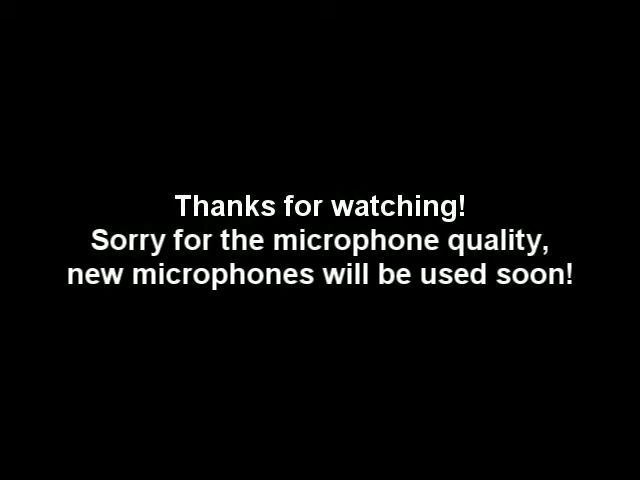 Thanks for watching!
Sorry for the microphone quality,
new microphones will be used soon!